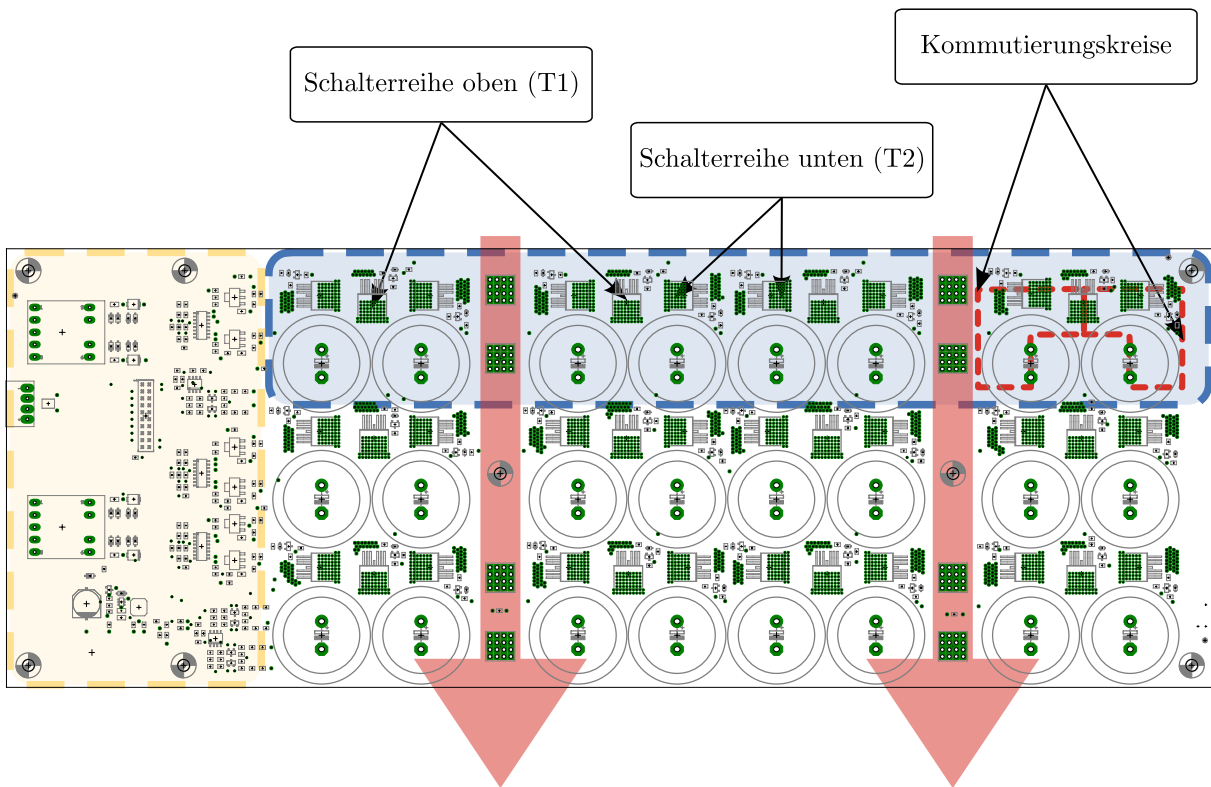 Kommutierungskreise
Schalterreihe oben (T1)
Schalterreihe unten (T2)